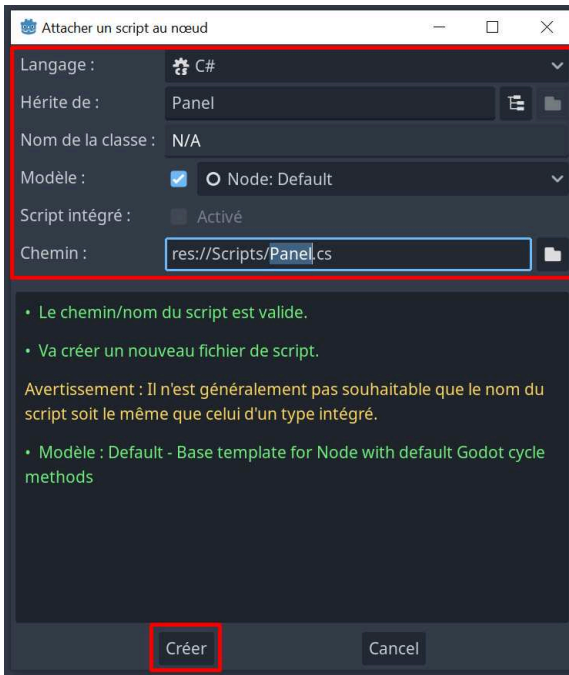 Attacher un script au nœud
Langage : C#
Hérite de : Panel
Nom de la classe : N/A
Modèle : Node: Default
Script intégré : Activé
Chemin : res://Scripts/Panel.cs
• Le chemin/nom du script est valide.
• Va créer un nouveau fichier de script.
Avertissement : Il n'est généralement pas souhaitable que le nom du
script soit le même que celui d'un type intégré.
• Modèle : Default - Base template for Node with default Godot cycle
methods
Créer Cancel